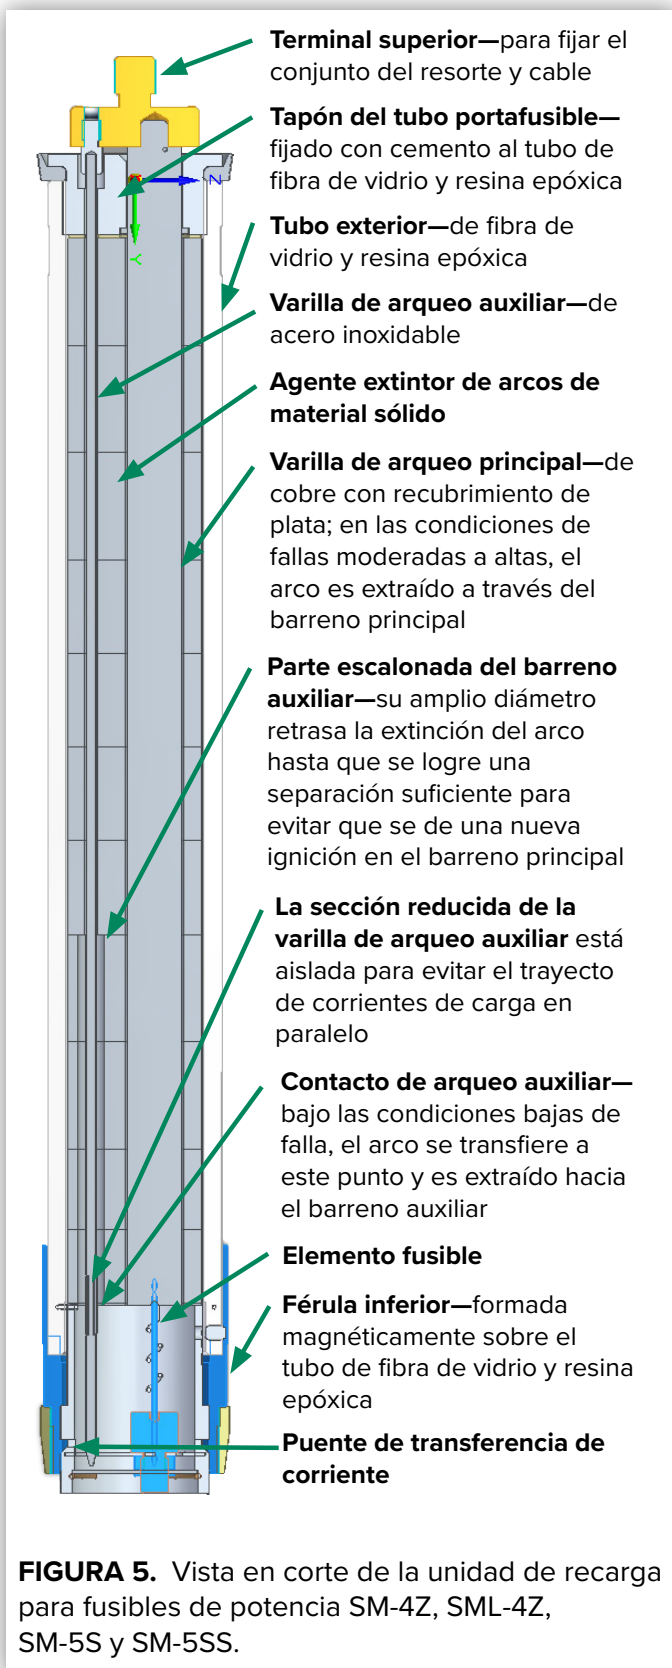 Terminal superior—para fijar el
conjunto del resorte y cable
Tapón del tubo portafusible—
fijado con cemento al tubo de
fibra de vidrio y resina epóxica
Tubo exterior—de fibra de
vidrio y resina epóxica
Varilla de arqueo auxiliar—de
acero inoxidable
Agente extintor de arcos de
material sólido
Varilla de arqueo principal—de
cobre con recubrimiento de
plata; en las condiciones de
fallas moderadas a altas, el
arco es extraído a través del
barreno principal
Parte escalonada del barreno
auxiliar—su amplio diámetro
retrasa la extinción del arco
hasta que se logre una
separación suficiente para
evitar que se de una nueva
ignición en el barreno principal
La sección reducida de la
varilla de arqueo auxiliar está
aislada para evitar el trayecto
de corrientes de carga en
paralelo
Contacto de arqueo auxiliar—
bajo las condiciones bajas de
falla, el arco se transfiere a
este punto y es extraído hacia
el barreno auxiliar
Elemento fusible
Férula inferior—formada
magnéticamente sobre el
tubo de fibra de vidrio y resina
epóxica
Puente de transferencia de
corriente
Z
Y
FIGURA 5. Vista en corte de la unidad de recarga
para fusibles de potencia SM-4Z, SML-4Z,
SM-5S y SM-5SS.